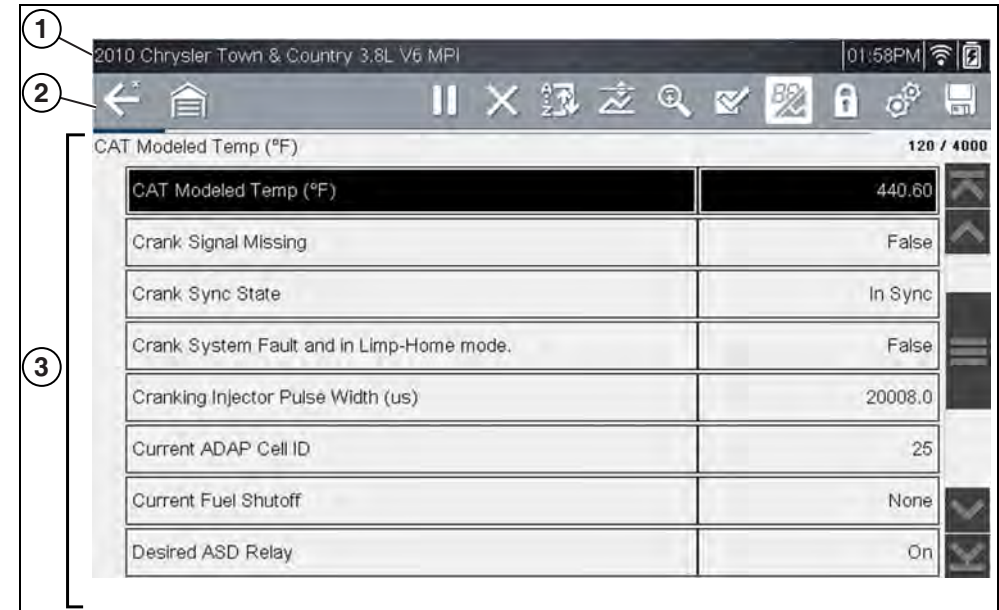 1
2010 Chrysler Town & Country 3.8L V6 MPI 01:58PM
2
CAT Modeled Temp (°F) 120 / 4000
CAT Modeled Temp (°F) 440.60
Crank Signal Missing False
Crank Sync State In Sync
3
Crank System Fault and in Limp-Home mode. False
Cranking Injector Pulse Width (us) 20008.0
Current ADAP Cell ID 25
Current Fuel Shutoff None
Desired ASD Relay On